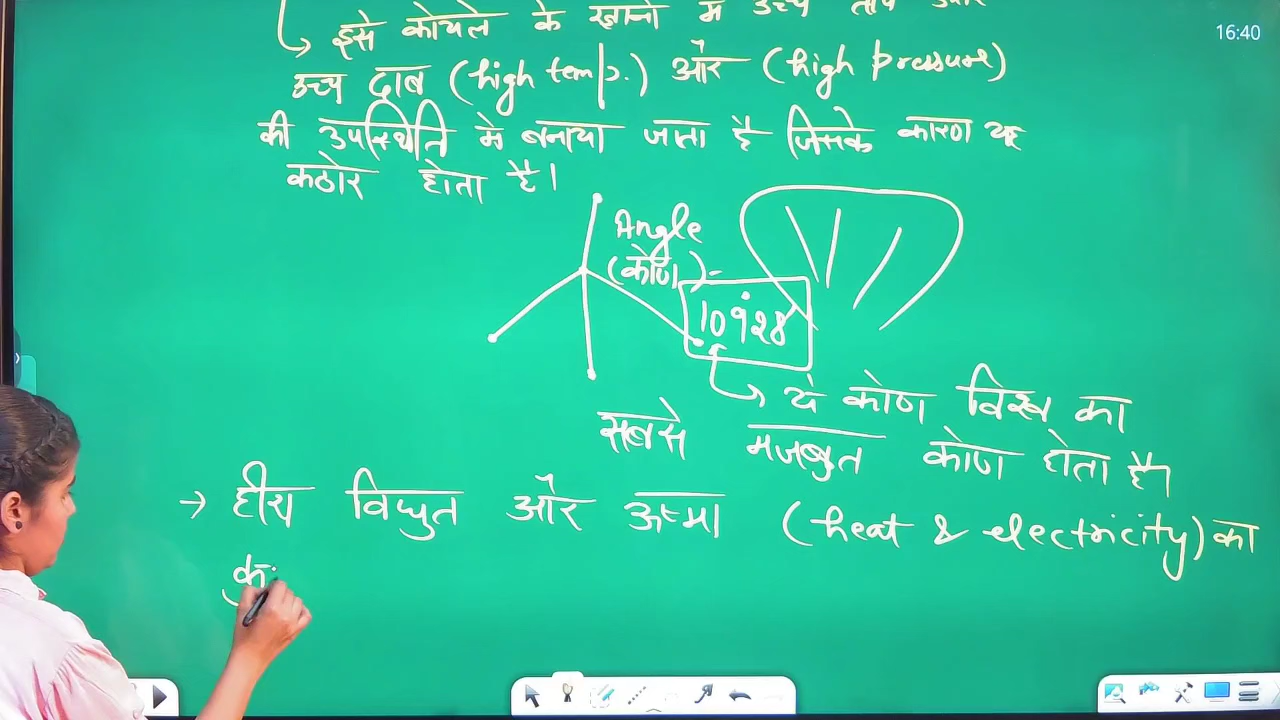 16:40
इसे कोयले के खानो में उच्च ताप और
उच्च दाब (high temp.) और (high pressure)
की उपस्थिति मे बनाया जाता है जिसके कारण यह
कठोर होता है।
Angle
(कोण)-
109°28'
→ ये कोण विश्व का
सबसे मजबुत कोण होता है।
→ हीरा विद्युत और ऊष्मा (heat & electricity) का